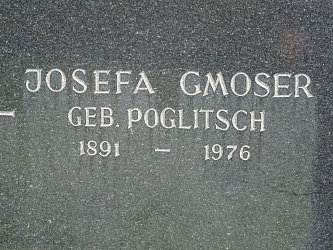 JOSEFA GMOSER
GEB. POGLITSCH
1891 – 1976